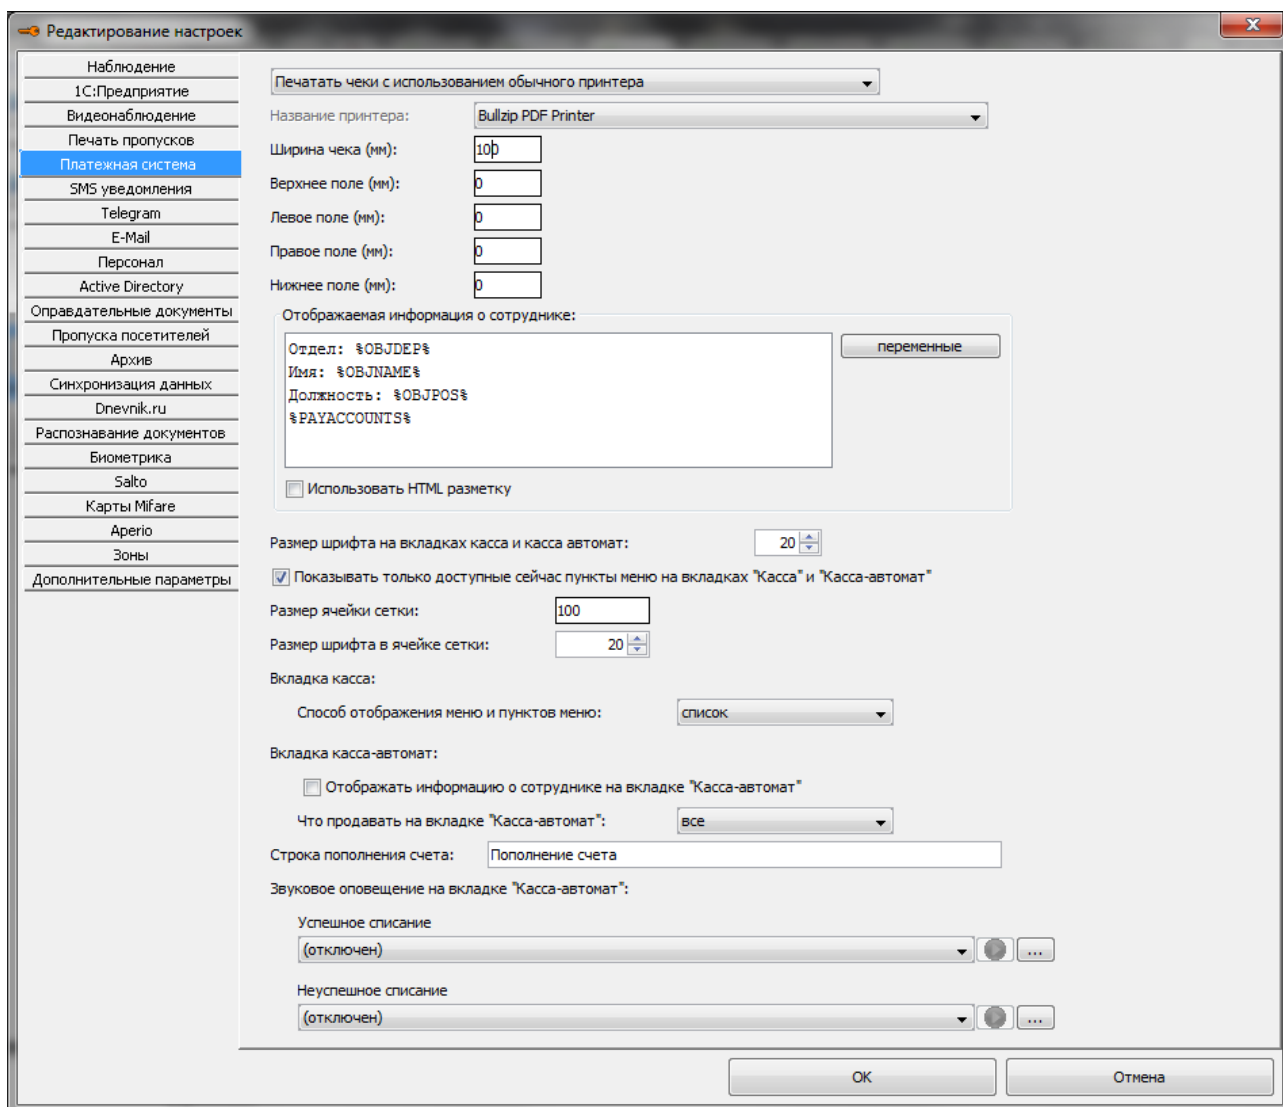 Редактирование настроек
Наблюдение
1С:Предприятие
Видеонаблюдение
Печать пропусков
Платежная система
SMS уведомления
Telegram
E-Mail
Персонал
Active Directory
Оправдательные документы
Пропуска посетителей
Архив
Синхронизация данных
Dnevnik.ru
Распознавание документов
Биометрика
Salto
Карты Mifare
Aperio
Зоны
Дополнительные параметры
Печатать чеки с использованием обычного принтера
Название принтера: Bullzip PDF Printer
Ширина чека (мм): 100
Верхнее поле (мм): 0
Левое поле (мм): 0
Правое поле (мм): 0
Нижнее поле (мм): 0
Отображаемая информация о сотруднике:
Отдел: %OBJDEP%
Имя: %OBJNAME%
Должность: %OBJPOS%
%PAYACCOUNTS%
переменные
Использовать HTML разметку
Размер шрифта на вкладках касса и касса автомат: 20
Показывать только доступные сейчас пункты меню на вкладках "Касса" и "Касса-автомат"
Размер ячейки сетки: 100
Размер шрифта в ячейке сетки: 20
Вкладка касса:
Способ отображения меню и пунктов меню: список
Вкладка касса-автомат:
Отображать информацию о сотруднике на вкладке "Касса-автомат"
Что продавать на вкладке "Касса-автомат": все
Строка пополнения счета: Пополнение счета
Звуковое оповещение на вкладке "Касса-автомат":
Успешное списание
(отключен) ...
Неуспешное списание
(отключен) ...
OK Отмена